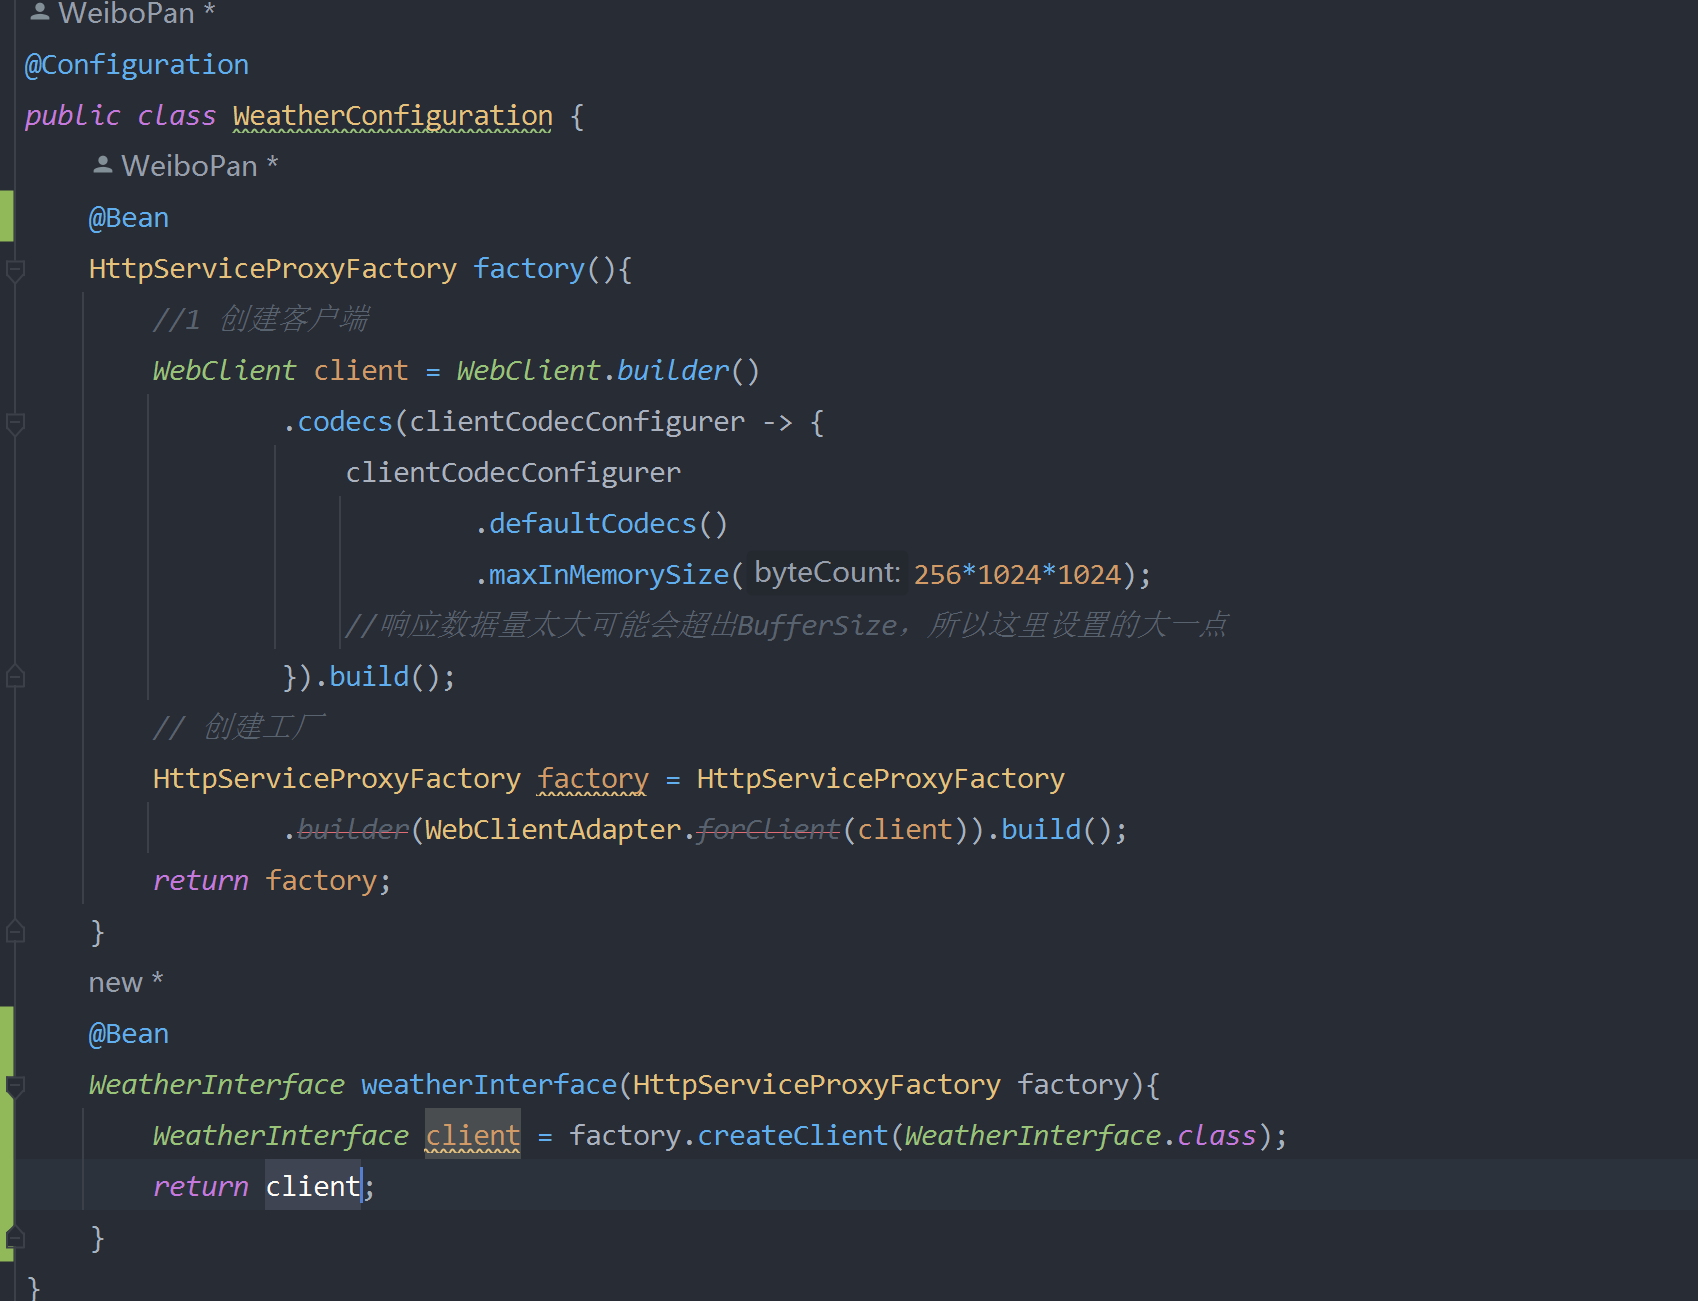 WeiboPan *
@Configuration
public class WeatherConfiguration {
WeiboPan *
@Bean
HttpServiceProxyFactory factory(){
//1 创建客户端
WebClient client = WebClient.builder()
.codecs(clientCodecConfigurer -> {
clientCodecConfigurer
.defaultCodecs()
.maxInMemorySize( byteCount: 256*1024*1024);
//响应数据量太大可能会超出BufferSize，所以这里设置的大一点
}).build();
// 创建工厂
HttpServiceProxyFactory factory = HttpServiceProxyFactory
.builder(WebClientAdapter.forClient(client)).build();
return factory;
}
new *
@Bean
WeatherInterface weatherInterface(HttpServiceProxyFactory factory){
WeatherInterface client = factory.createClient(WeatherInterface.class);
return client;
}
}